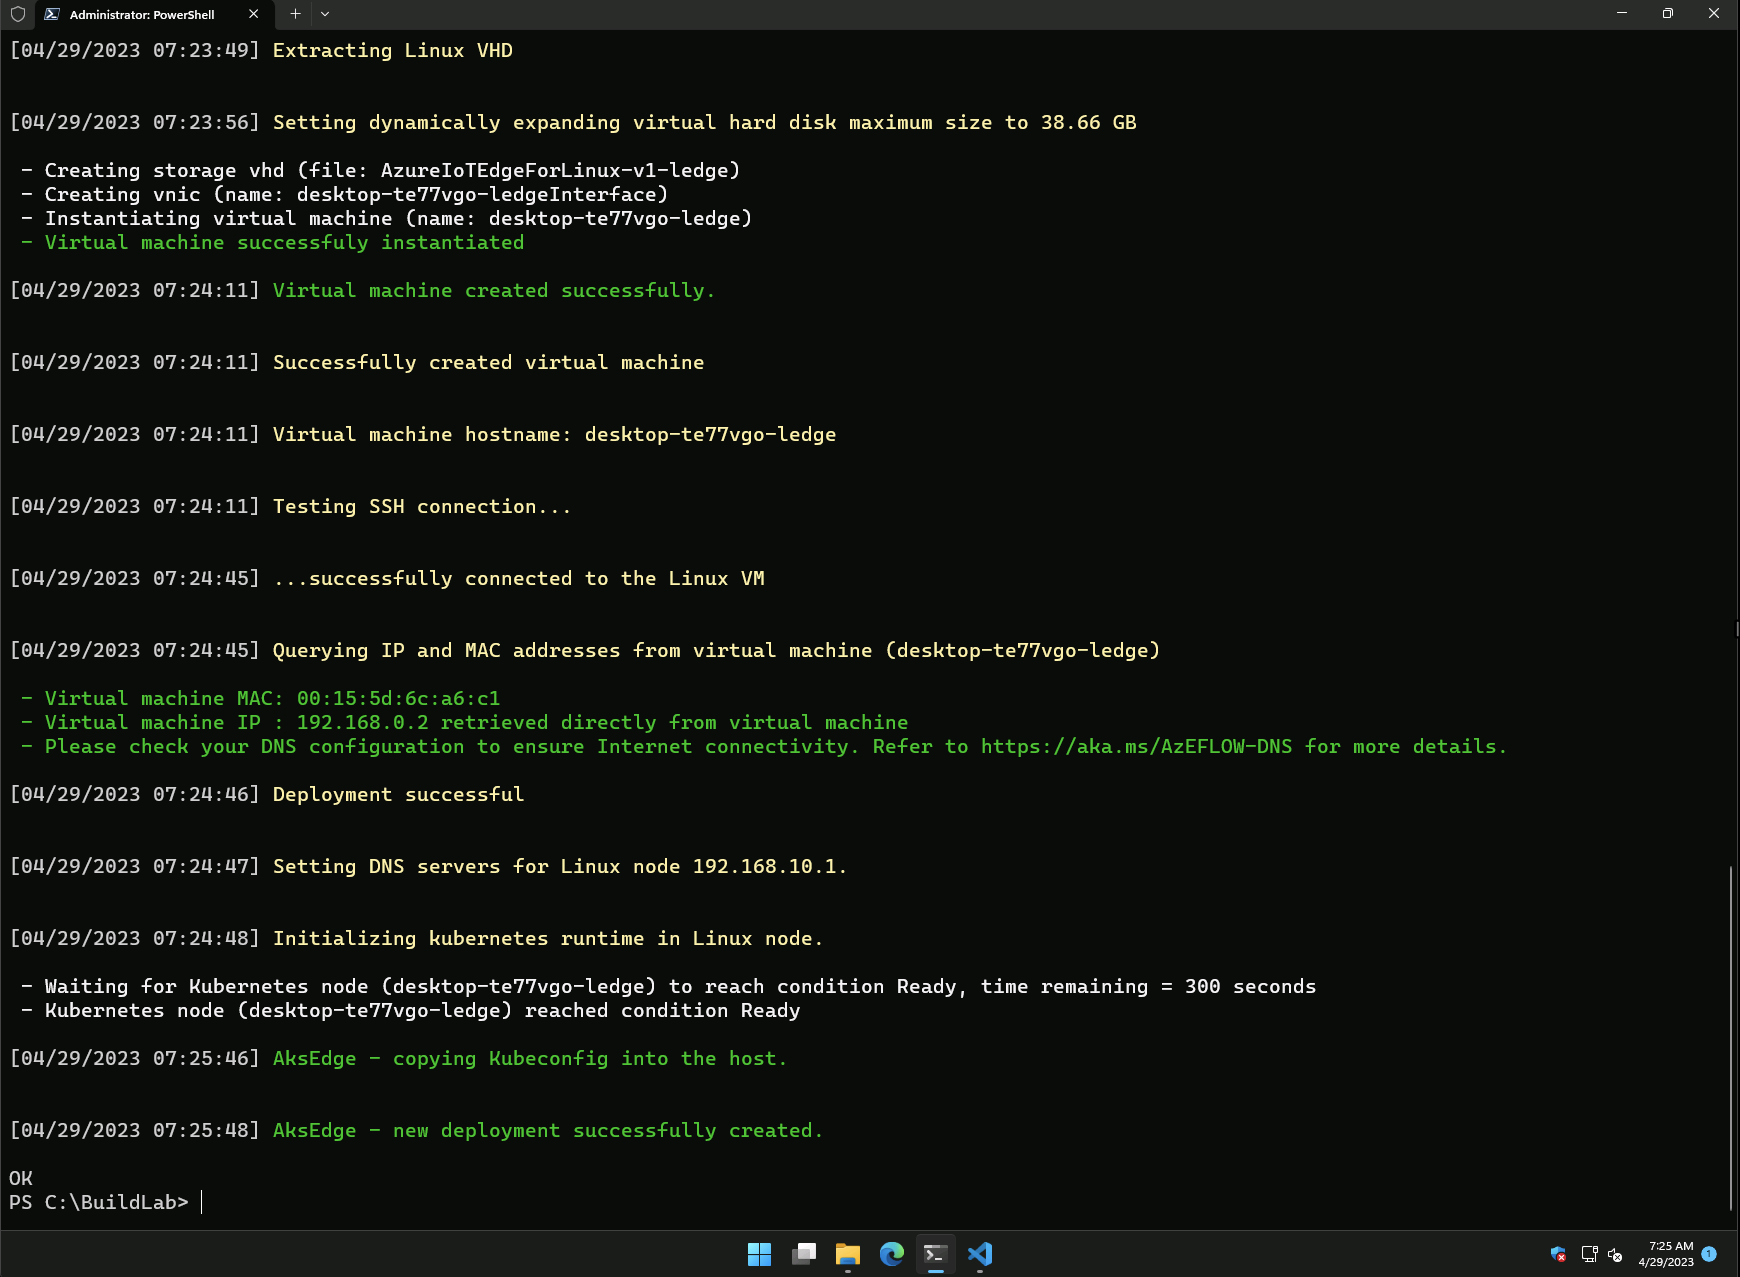 Administrator: PowerShell
[04/29/2023 07:23:49] Extracting Linux VHD
[04/29/2023 07:23:56] Setting dynamically expanding virtual hard disk maximum size to 38.66 GB
- Creating storage vhd (file: AzureIoTEdgeForLinux-v1-ledge)
- Creating vnic (name: desktop-te77vgo-ledgeInterface)
- Instantiating virtual machine (name: desktop-te77vgo-ledge)
- Virtual machine successfuly instantiated
[04/29/2023 07:24:11] Virtual machine created successfully.
[04/29/2023 07:24:11] Successfully created virtual machine
[04/29/2023 07:24:11] Virtual machine hostname: desktop-te77vgo-ledge
[04/29/2023 07:24:11] Testing SSH connection...
[04/29/2023 07:24:45] ...successfully connected to the Linux VM
[04/29/2023 07:24:45] Querying IP and MAC addresses from virtual machine (desktop-te77vgo-ledge)
- Virtual machine MAC: 00:15:5d:6c:a6:c1
- Virtual machine IP : 192.168.0.2 retrieved directly from virtual machine
- Please check your DNS configuration to ensure Internet connectivity. Refer to https://aka.ms/AzEFLOW-DNS for more details.
[04/29/2023 07:24:46] Deployment successful
[04/29/2023 07:24:47] Setting DNS servers for Linux node 192.168.10.1.
[04/29/2023 07:24:48] Initializing kubernetes runtime in Linux node.
- Waiting for Kubernetes node (desktop-te77vgo-ledge) to reach condition Ready, time remaining = 300 seconds
- Kubernetes node (desktop-te77vgo-ledge) reached condition Ready
[04/29/2023 07:25:46] AksEdge - copying Kubeconfig into the host.
[04/29/2023 07:25:48] AksEdge - new deployment successfully created.
OK
PS C:\BuildLab>
7:25 AM
4/29/2023
1